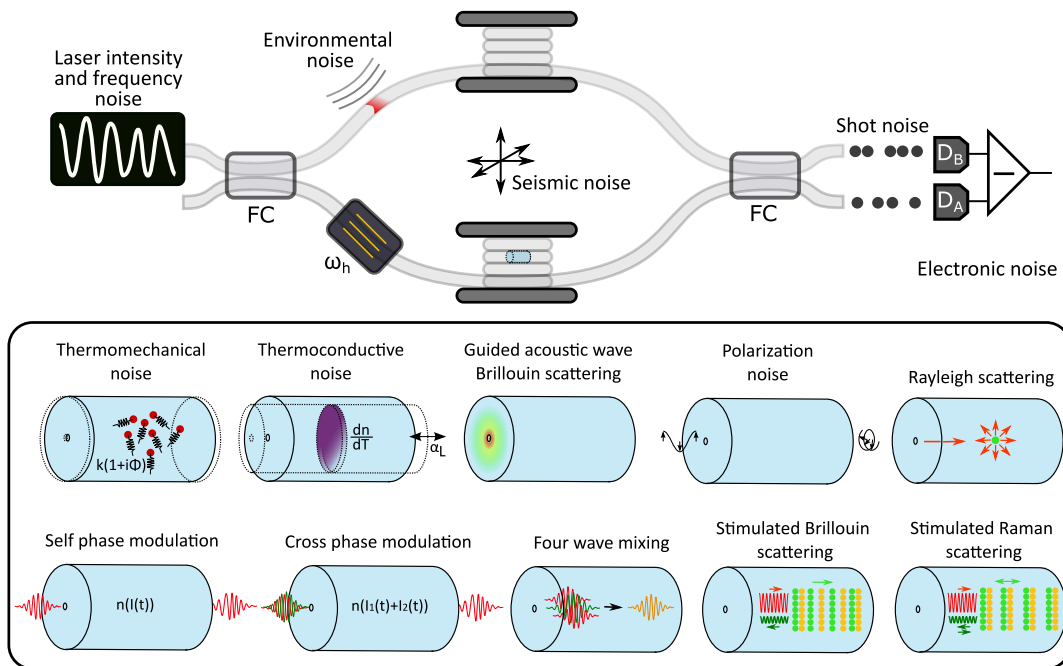 Laser intensity
and frequency
noise
Environmental
noise
Seismic noise
Shot noise
FC
FC
ω_h
D_B
D_A
Electronic noise
Thermomechanical
noise
k(1+iΦ)
Thermoconductive
noise
dn
dT
α_L
Guided acoustic wave
Brillouin scattering
Polarization
noise
Rayleigh scattering
Self phase modulation
n(I(t))
Cross phase modulation
n(I₁(t)+I₂(t))
Four wave mixing
Stimulated Brillouin
scattering
Stimulated Raman
scattering